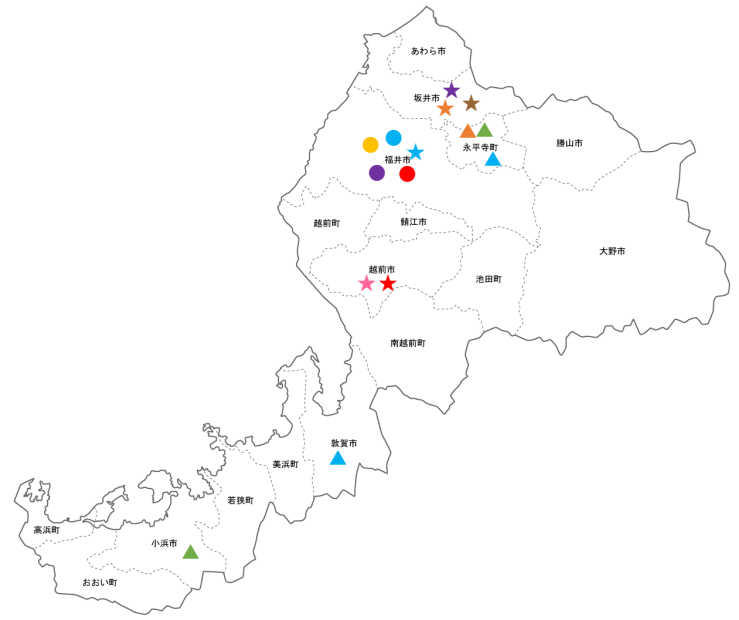 あわら市
坂井市
勝山市
永平寺町
福井市
越前町
鯖江市
大野市
越前市
池田町
南越前町
敦賀市
美浜町
若狭町
高浜町
小浜市
おおい町